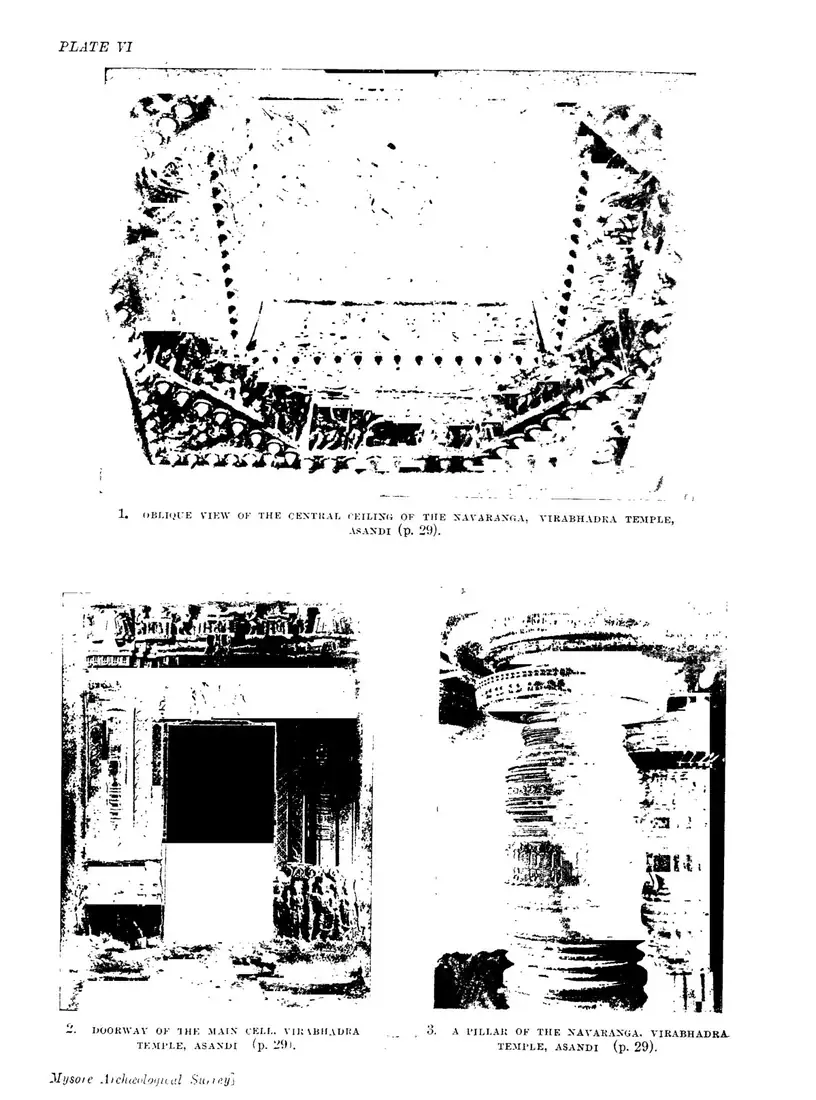 PLATE VI
1. OBLIQUE VIEW OF THE CENTRAL CEILING OF THE NAVARANGA, VIRABHADRA TEMPLE,
ASANDI (p. 29).
2. DOORWAY OF THE MAIN CELL, VIRABHADRA
TEMPLE, ASANDI (p. 29).
3. A PILLAR OF THE NAVARANGA, VIRABHADRA
TEMPLE, ASANDI (p. 29).
Mysore Archæological Survey]